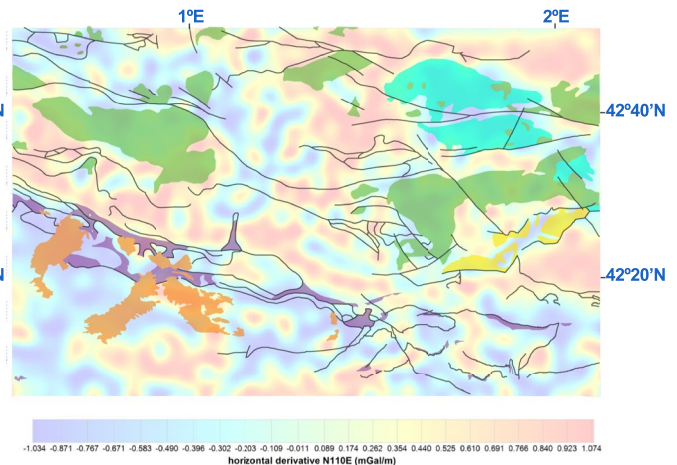 1ºE 2ºE
N 42º40'N
N 42º20'N
-1.034 -0.871 -0.767 -0.671 -0.583 -0.490 -0.396 -0.302 -0.203 -0.109 -0.011 0.089 0.174 0.262 0.354 0.440 0.525 0.610 0.691 0.766 0.840 0.923 1.074
horizontal derivative N110E (mGal/m)